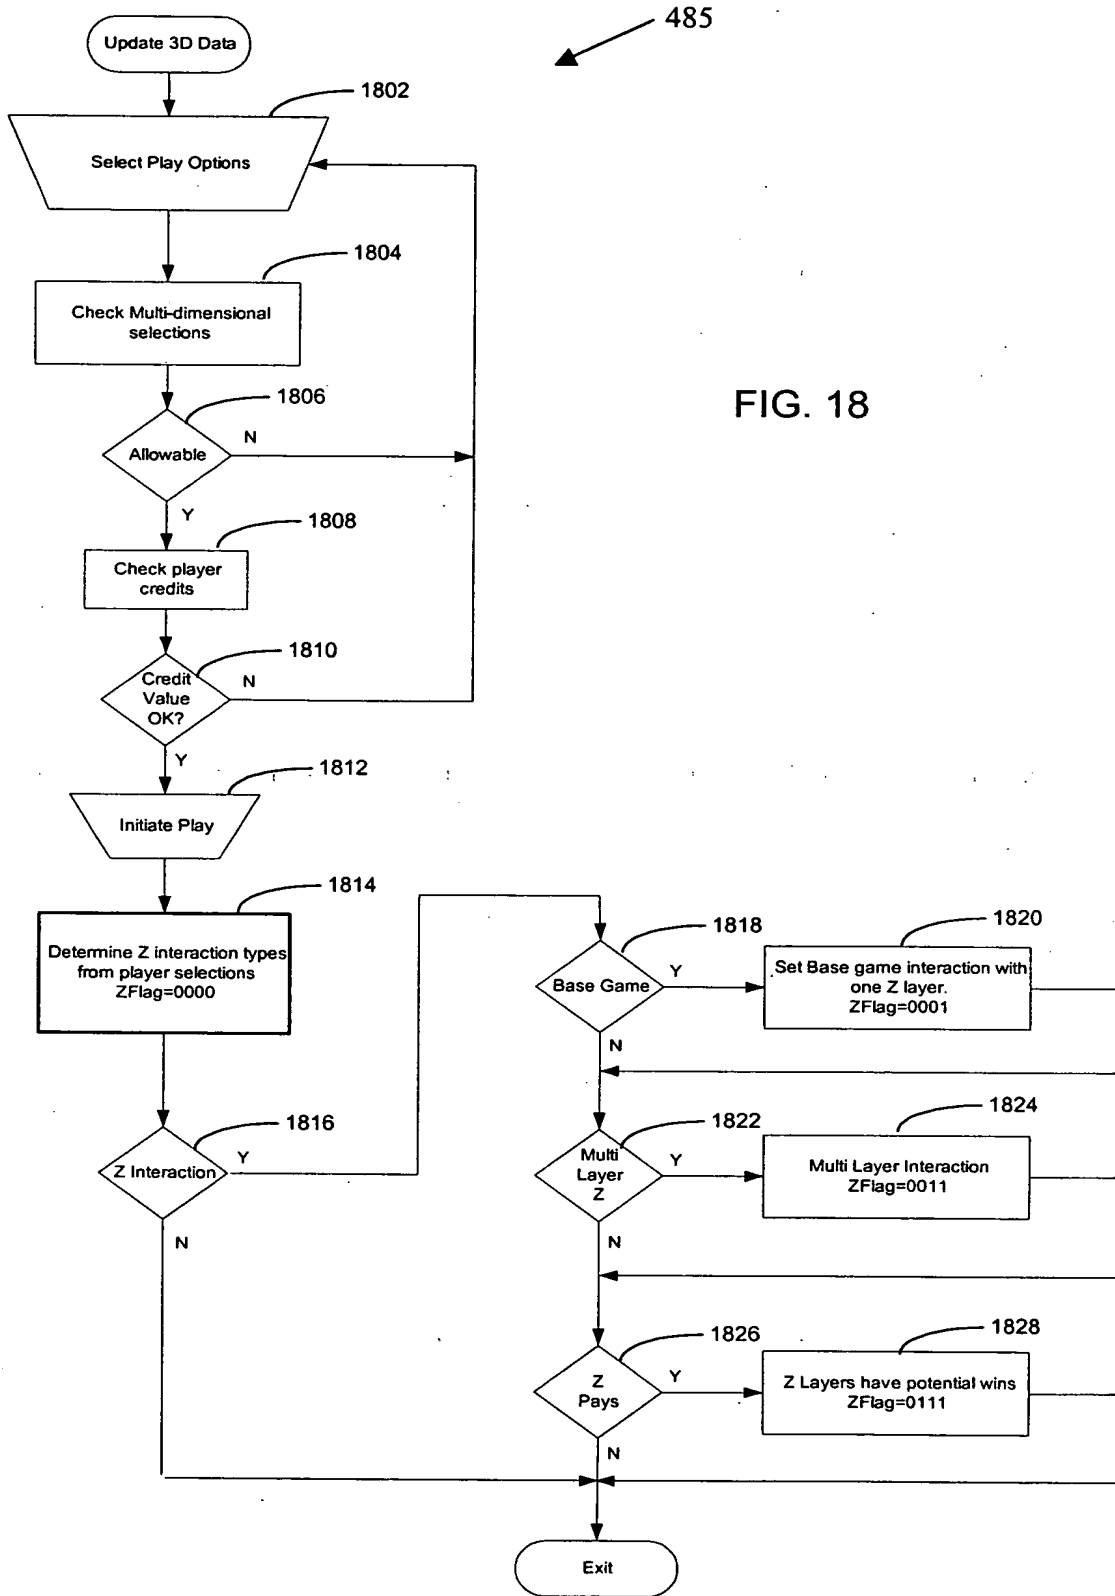 485
Update 3D Data
1802
Select Play Options
1804
Check Multi-dimensional
selections
1806
Allowable
N
Y
FIG. 18
1808
Check player
credits
1810
Credit
Value
OK?
N
Y
1812
Initiate Play
1814
Determine Z interaction types
from player selections
ZFlag=0000
1816
Z Interaction
Y
N
1818
Base Game
Y
N
1820
Set Base game interaction with
one Z layer.
ZFlag=0001
1822
Multi
Layer
Z
Y
N
1824
Multi Layer Interaction
ZFlag=0011
1826
Z
Pays
Y
N
1828
Z Layers have potential wins
ZFlag=0111
Exit